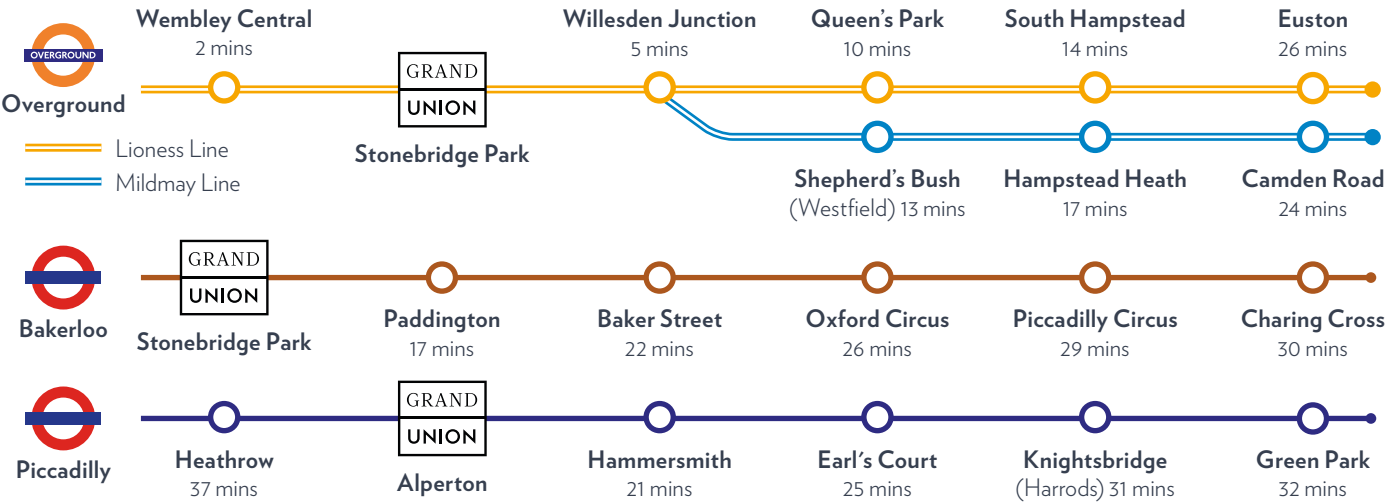 Wembley Central
2 mins
Willesden Junction
5 mins
Queen's Park
10 mins
South Hampstead
14 mins
Euston
26 mins
OVERGROUND
Overground
GRAND
UNION
Stonebridge Park
Lioness Line
Mildmay Line
Shepherd's Bush
(Westfield) 13 mins
Hampstead Heath
17 mins
Camden Road
24 mins
Bakerloo
GRAND
UNION
Stonebridge Park
Paddington
17 mins
Baker Street
22 mins
Oxford Circus
26 mins
Piccadilly Circus
29 mins
Charing Cross
30 mins
Piccadilly
Heathrow
37 mins
GRAND
UNION
Alperton
Hammersmith
21 mins
Earl's Court
25 mins
Knightsbridge
(Harrods) 31 mins
Green Park
32 mins